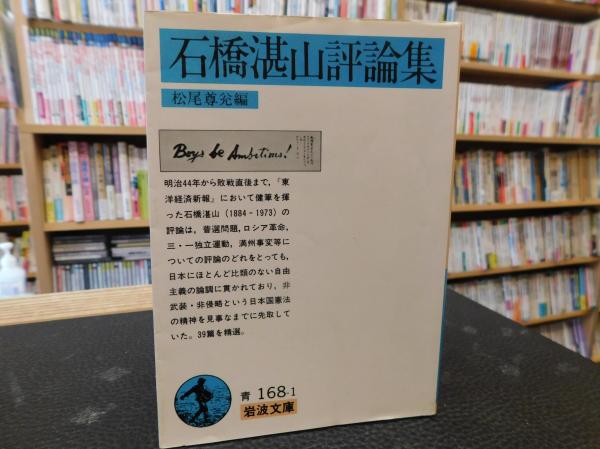 石橋湛山評論集
松尾尊兊編
Boys be Ambitious!
明治44年から敗戦直後まで,『東
洋経済新報』において健筆を揮
った石橋湛山(1884-1973)の
評論は,普選問題,ロシア革命,
三・一独立運動,満州事変等に
ついての評論のどれをとっても,
日本にほとんど比類のない自由
主義の論調に貫かれており,非
武装・非侵略という日本国憲法
の精神を見事なまでに先取して
いた。39篇を精選。
青 168-1
岩波文庫